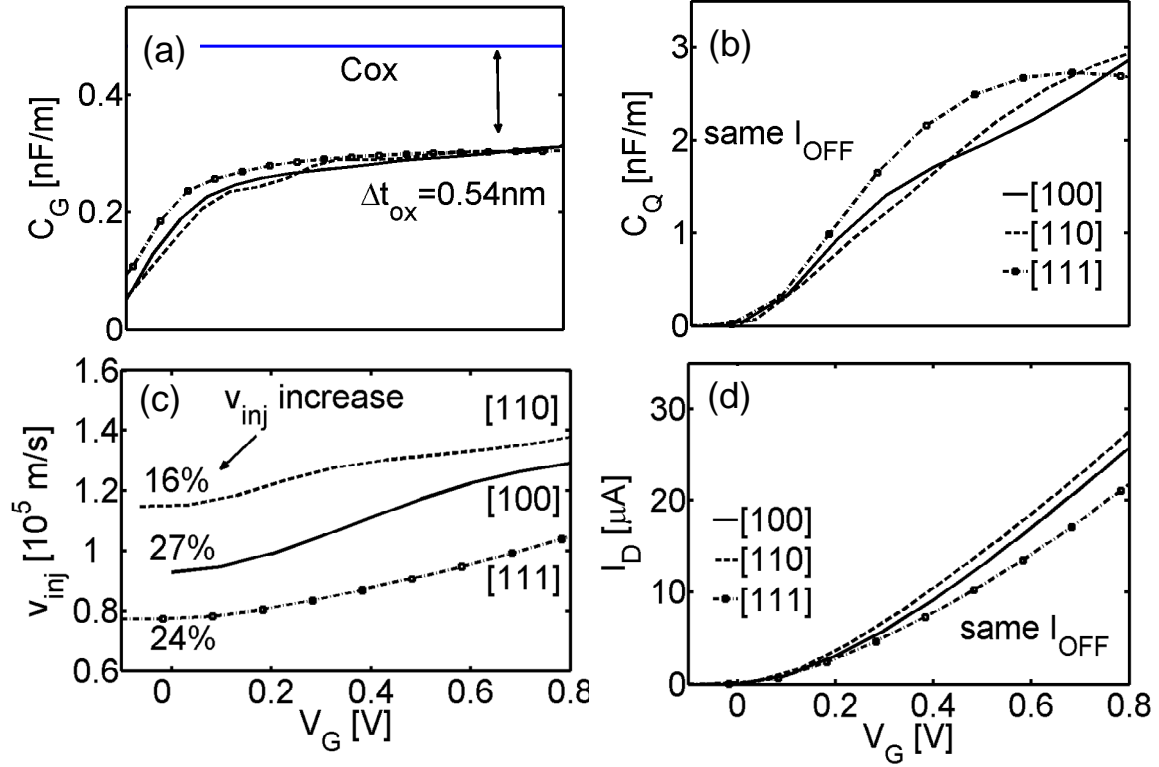 (a)
Cox
Δt_ox=0.54nm
C_G [nF/m]
0.4
0.2
0
(b)
same I_OFF
[100]
[110]
[111]
C_Q [nF/m]
3
2
1
0
(c)
v_inj increase
[110]
16%
[100]
27%
[111]
24%
v_inj [10^5 m/s]
1.6
1.4
1.2
1
0.8
0.6
0 0.2 0.4 0.6 0.8
V_G [V]
(d)
[100]
[110]
[111]
same I_OFF
I_D [μA]
30
20
10
0
0 0.2 0.4 0.6 0.8
V_G [V]